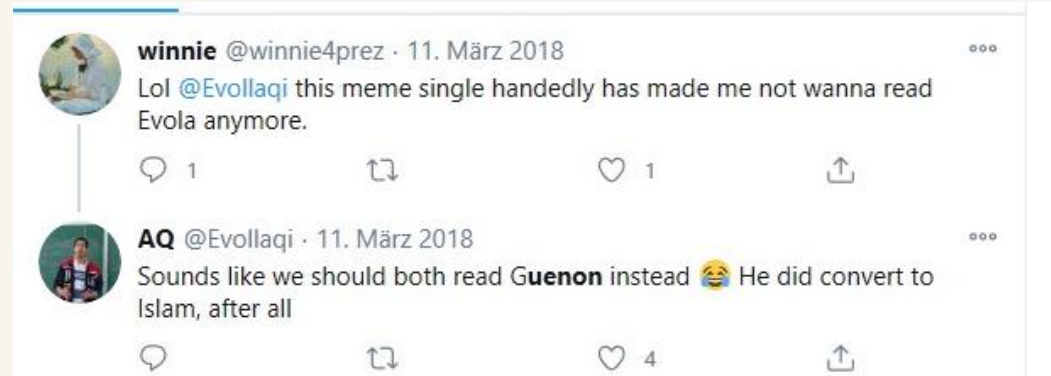 winnie @winnie4prez · 11. März 2018
Lol @Evollaqi this meme single handedly has made me not wanna read
Evola anymore.
1 1
AQ @Evollaqi · 11. März 2018
Sounds like we should both read Guenon instead 😂 He did convert to
Islam, after all
4